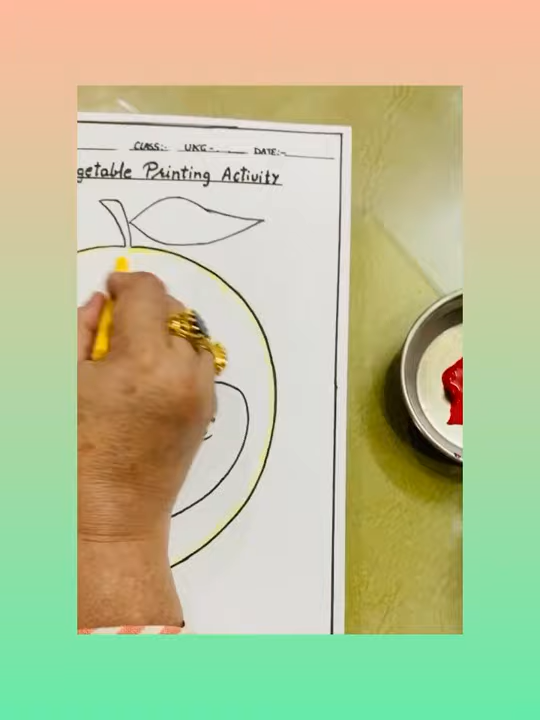 CLASS:- UKG- DATE:-
getable Printing Activity